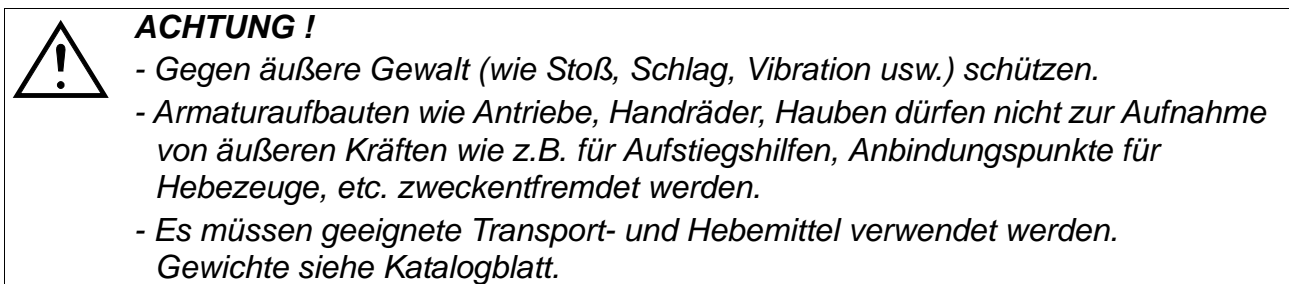 ACHTUNG !
- Gegen äußere Gewalt (wie Stoß, Schlag, Vibration usw.) schützen.
- Armaturaufbauten wie Antriebe, Handräder, Hauben dürfen nicht zur Aufnahme
von äußeren Kräften wie z.B. für Aufstiegshilfen, Anbindungspunkte für
Hebezeuge, etc. zweckentfremdet werden.
- Es müssen geeignete Transport- und Hebemittel verwendet werden.
Gewichte siehe Katalogblatt.